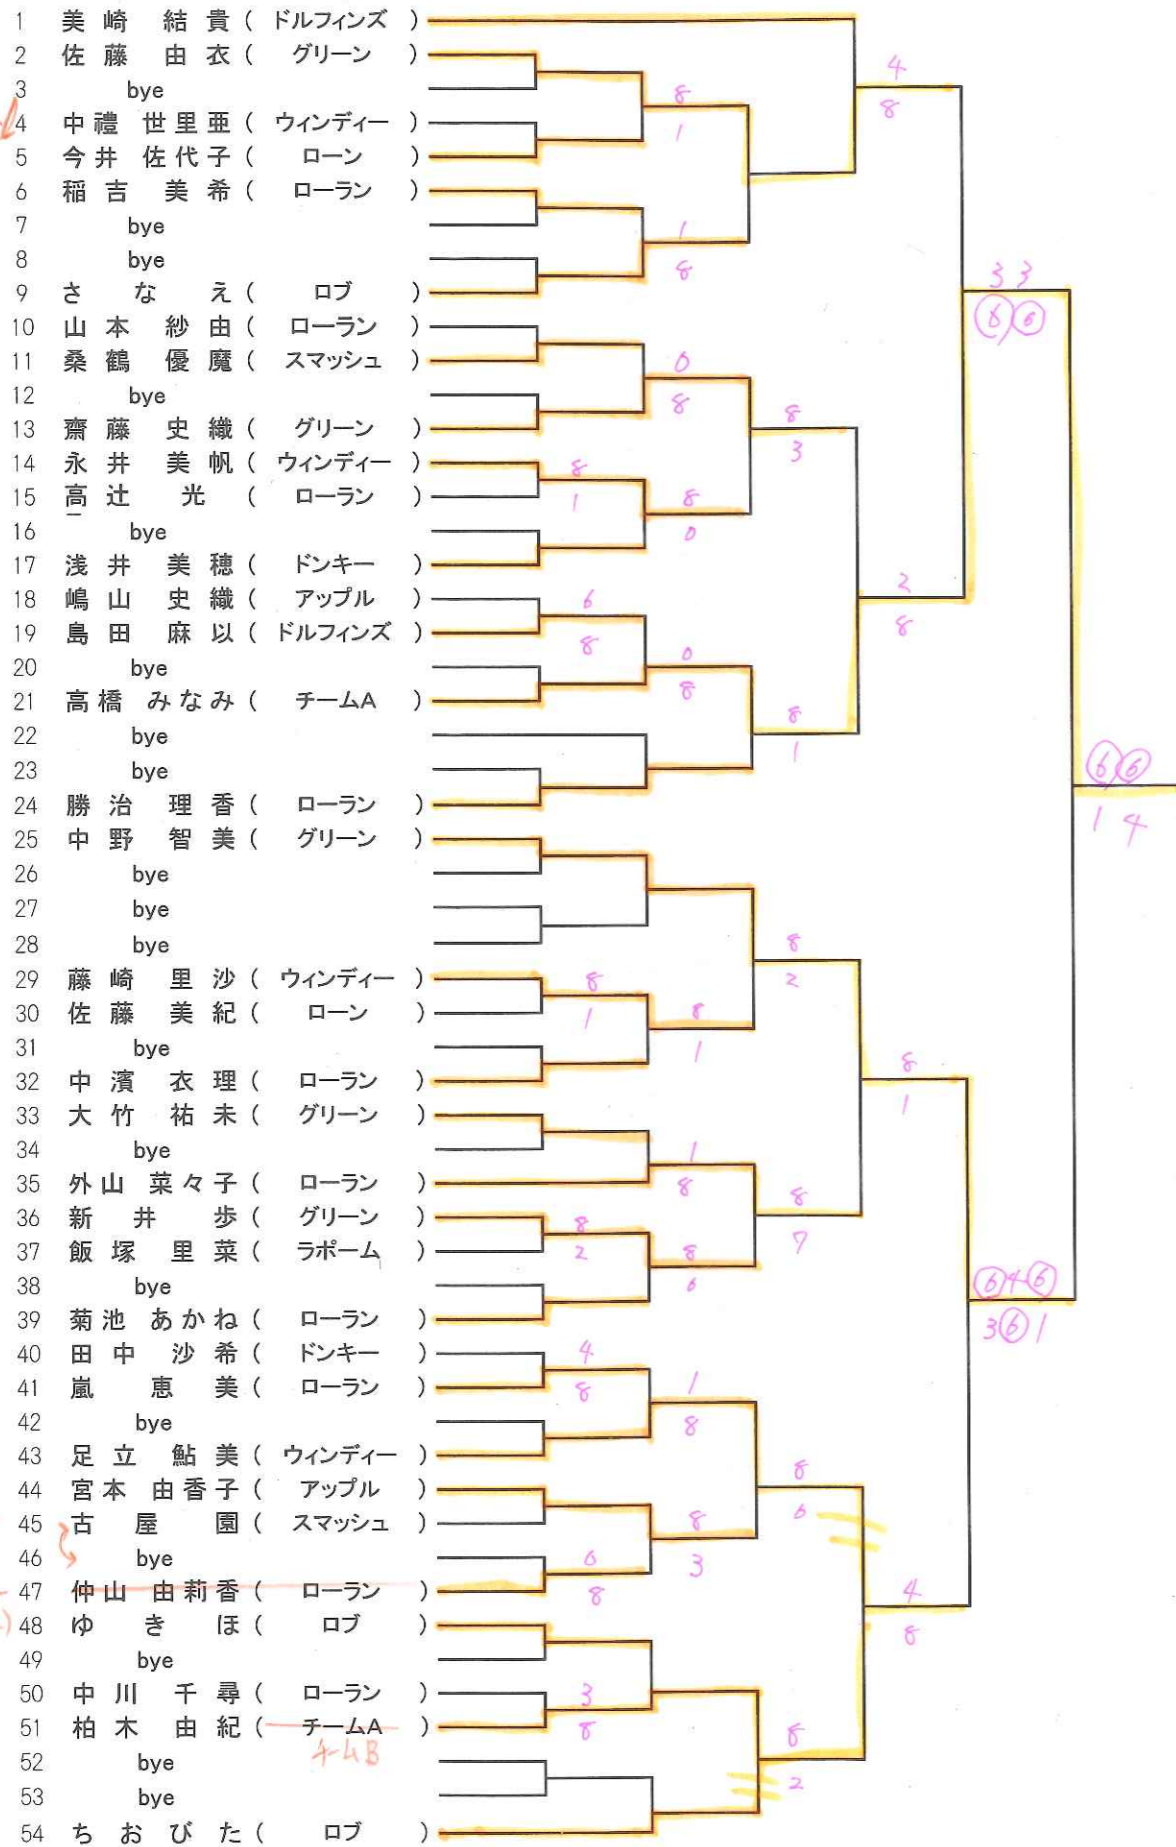 1 美崎 結貴 ( ドルフィンズ )
2 佐藤 由衣 ( グリーン )
3 bye 8
4 中禮 世里亜 ( ウィンディー ) 1
5 今井 佐代子 ( ローン )
4
8
6 稲吉 美希 ( ローラン )
7 bye 1
8 bye 8
9 さなえ ( ロブ )
3 3
6 6
10 山本 紗由 ( ローラン )
11 桑鶴 優魔 ( スマッシュ ) 0
12 bye 8 8
13 齋藤 史織 ( グリーン ) 3
14 永井 美帆 ( ウィンディー ) 8
15 高辻 光 ( ローラン ) 1 8
16 bye 0
17 浅井 美穂 ( ドンキー ) 2
18 嶋山 史織 ( アップル ) 6 8
19 島田 麻以 ( ドルフィンズ ) 8 0
20 bye 8
21 高橋 みなみ ( チームA ) 8
22 bye 1
23 bye 6 6
24 勝治 理香 ( ローラン ) 1 4
25 中野 智美 ( グリーン )
26 bye
27 bye
28 bye 8
29 藤崎 里沙 ( ウィンディー ) 8 2
30 佐藤 美紀 ( ローン ) 1 8
31 bye 1 8
32 中濱 衣理 ( ローラン ) 1
33 大竹 祐未 ( グリーン )
34 bye 1
35 外山 菜々子 ( ローラン ) 8 8
36 新井 歩 ( グリーン ) 8 7
37 飯塚 里菜 ( ラポーム ) 2 8
38 bye 6 6 4 6
39 菊池 あかね ( ローラン ) 3 6 1
40 田中 沙希 ( ドンキー ) 4
41 嵐 恵美 ( ローラン ) 8 1
42 bye 8
43 足立 鮎美 ( ウィンディー ) 8
44 宮本 由香子 ( アップル ) 6
45 古屋 園 ( スマッシュ ) 8
46 bye 0 3
47 仲山 由莉香 ( ローラン ) 8 4
48 ゆきほ ( ロブ ) 8
49 bye
50 中川 千尋 ( ローラン ) 3
51 柏木 由紀 ( チームA ) 8 8
チームB
52 bye 2
53 bye
54 ちおびた ( ロブ )